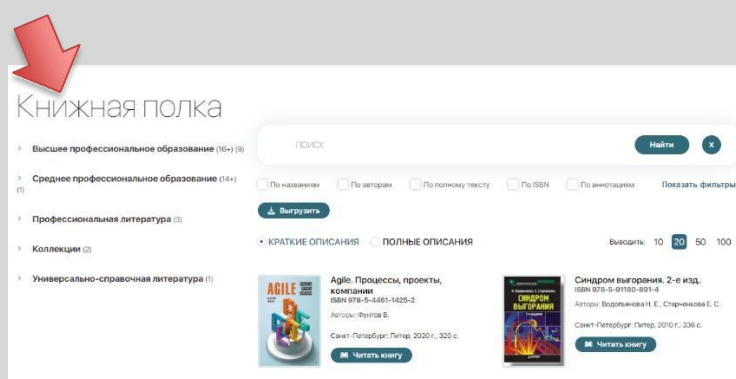 Книжная полка
Высшее профессиональное образование (16+) (9)
Среднее профессиональное образование (14+)
(1)
Профессиональная литература (3)
Коллекции (2)
Универсально-справочная литература (1)
ПОИСК
Найти
X
По названиям
По авторам
По полному тексту
По ISBN
По аннотациям
Показать фильтры
Выгрузить
КРАТКИЕ ОПИСАНИЯ
ПОЛНЫЕ ОПИСАНИЯ
Выводить: 10 20 50 100
AGILE
Agile. Процессы, проекты,
компании
ISBN 978-5-4461-1425-2
Авторы: Фунтов В.
Санкт-Петербург: Питер, 2020 г., 320 с.
Читать книгу
СИНДРОМ
ВЫГОРАНИЯ
Синдром выгорания. 2-е изд.
ISBN 978-5-91180-891-4
Авторы: Водопьянова Н. Е., Старченкова Е. С.
Санкт-Петербург: Питер, 2010 г., 336 с.
Читать книгу